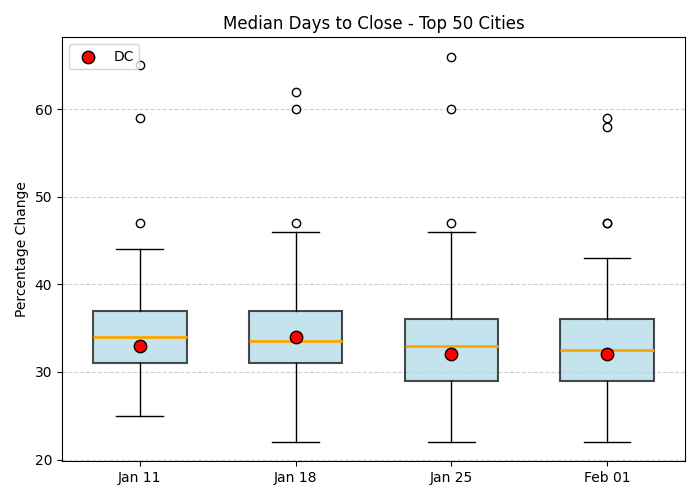 Median Days to Close - Top 50 Cities
DC
Percentage Change
60
50
40
30
20
Jan 11
Jan 18
Jan 25
Feb 01